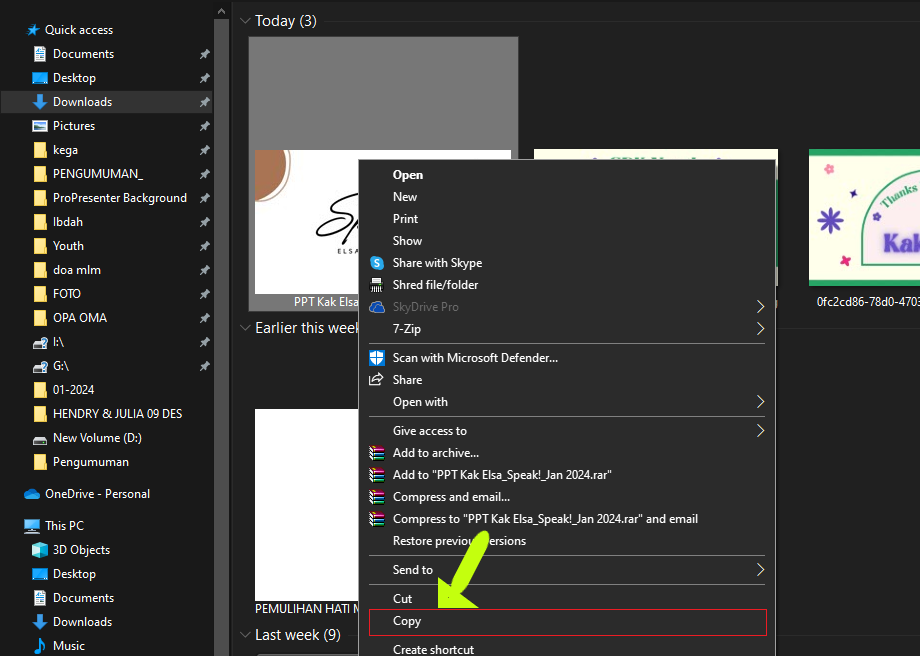 Quick access
Documents
Desktop
Downloads
Pictures
kega
PENGUMUMAN_
ProPresenter Background
Ibdah
Youth
doa mlm
FOTO
OPA OMA
I:\
G:\
01-2024
HENDRY & JULIA 09 DES
New Volume (D:)
Pengumuman
OneDrive - Personal
This PC
3D Objects
Desktop
Documents
Downloads
Music
Today (3)
ELSA
PPT Kak Elsa
Thanks
Kak
0fc2cd86-78d0-4703
Earlier this week
PEMULIHAN HATI
Last week (9)
Open
New
Print
Show
Share with Skype
Shred file/folder
SkyDrive Pro
7-Zip
Scan with Microsoft Defender...
Share
Open with
Give access to
Add to archive...
Add to "PPT Kak Elsa_Speak!_Jan 2024.rar"
Compress and email...
Compress to "PPT Kak Elsa_Speak!_Jan 2024.rar" and email
Restore previous versions
Send to
Cut
Copy
Create shortcut